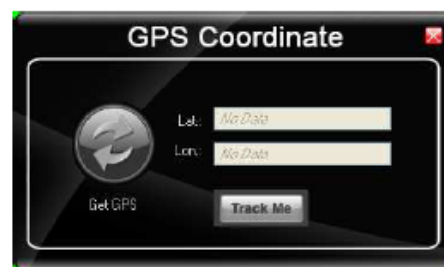 GPS Coordinate
Lat.: No Data
Lon.: No Data
Get GPS
Track Me